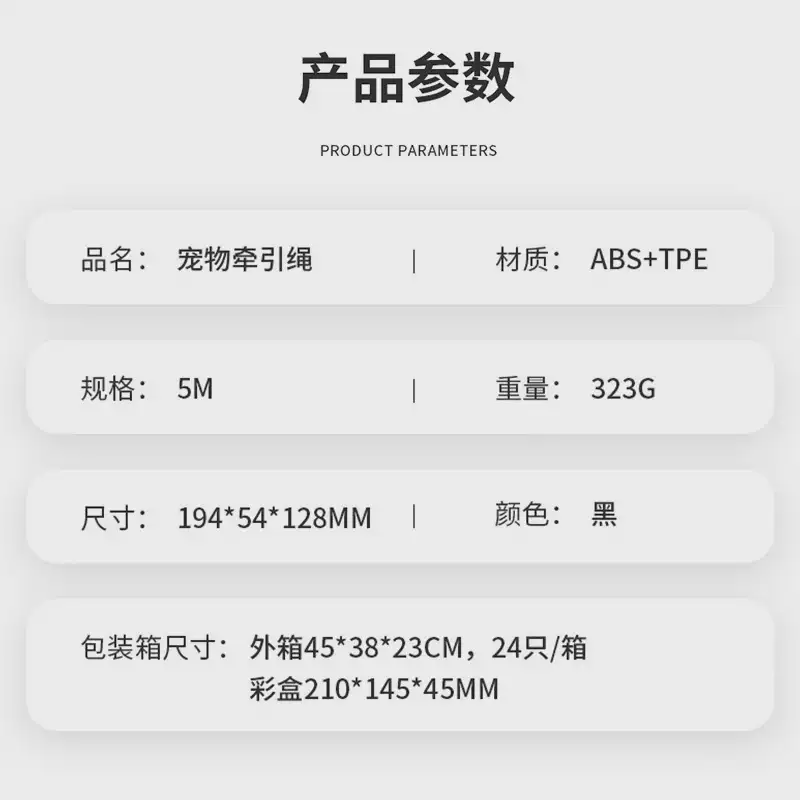 产品参数
PRODUCT PARAMETERS
品名： 宠物牵引绳 | 材质： ABS+TPE
规格： 5M | 重量： 323G
尺寸： 194*54*128MM | 颜色： 黑
包装箱尺寸： 外箱45*38*23CM，24只/箱
彩盒210*145*45MM